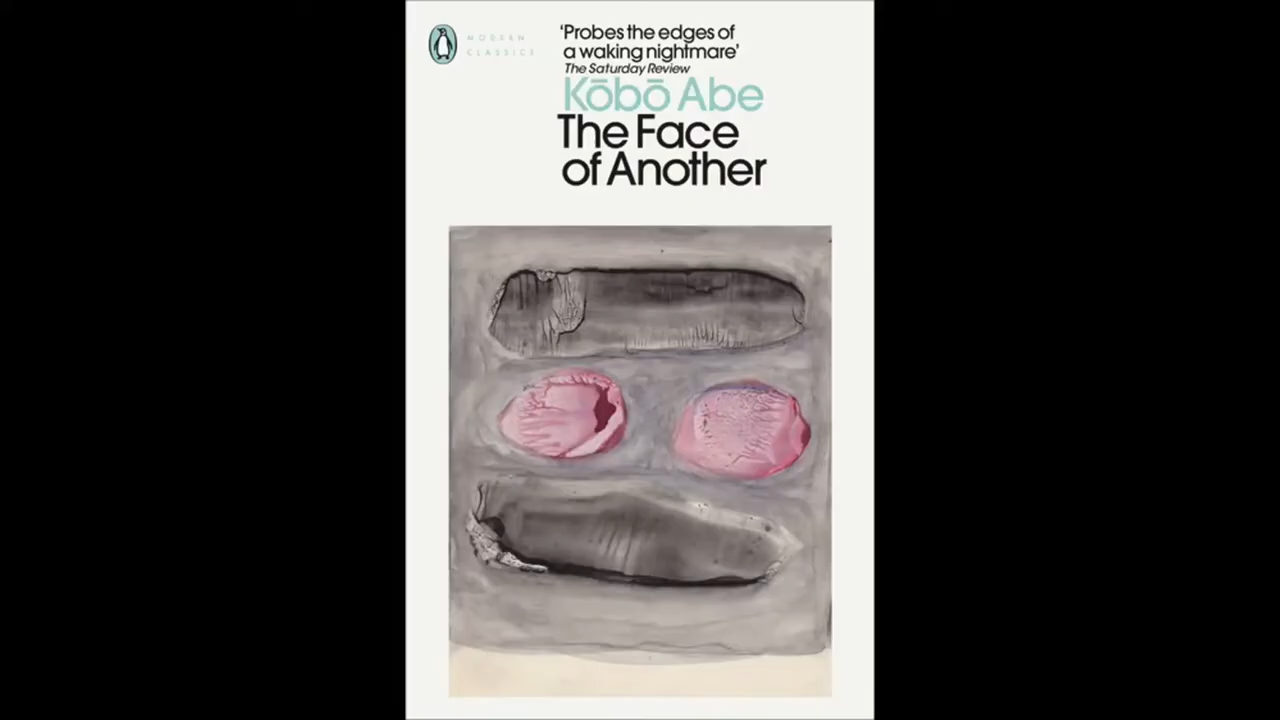 MODERN
CLASSICS
‘Probes the edges of
a waking nightmare’
The Saturday Review
Kōbō Abe
The Face
of Another